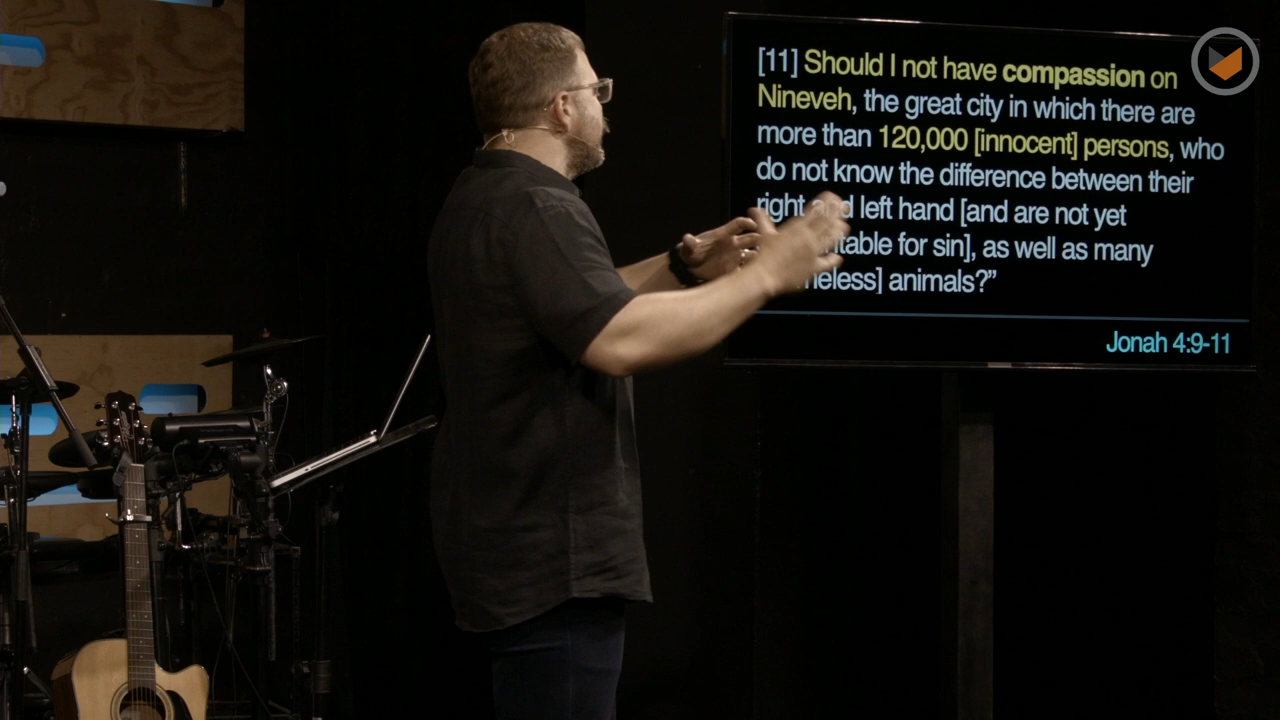 [11] Should I not have compassion on
Nineveh, the great city in which there are
more than 120,000 [innocent] persons, who
do not know the difference between their
right and left hand [and are not yet
for sin], as well as many
animals?”
Jonah 4:9-11